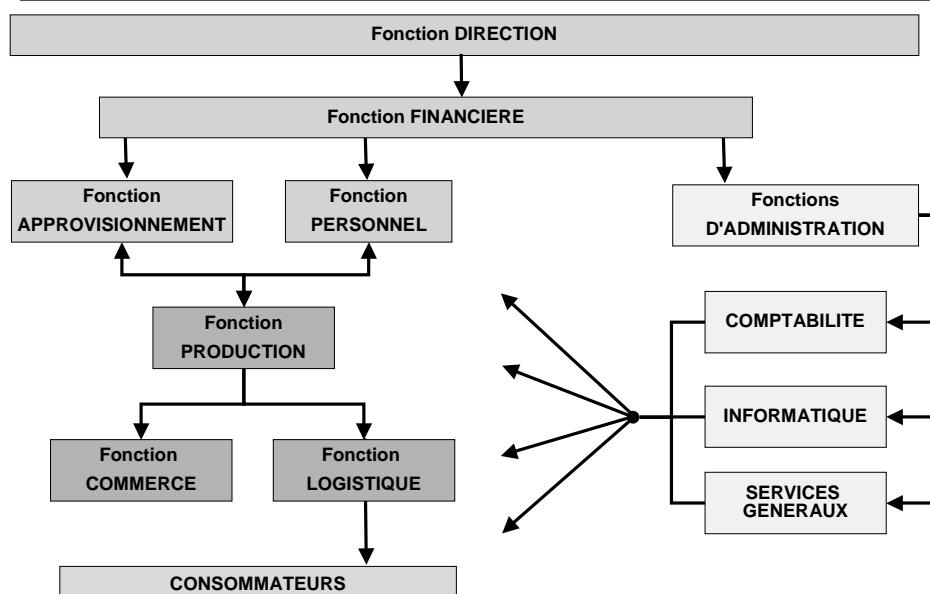 Fonction DIRECTION
Fonction FINANCIERE
Fonction
APPROVISIONNEMENT
Fonction
PERSONNEL
Fonctions
D'ADMINISTRATION
Fonction
PRODUCTION
COMPTABILITE
INFORMATIQUE
Fonction
COMMERCE
Fonction
LOGISTIQUE
SERVICES
GENERAUX
CONSOMMATEURS